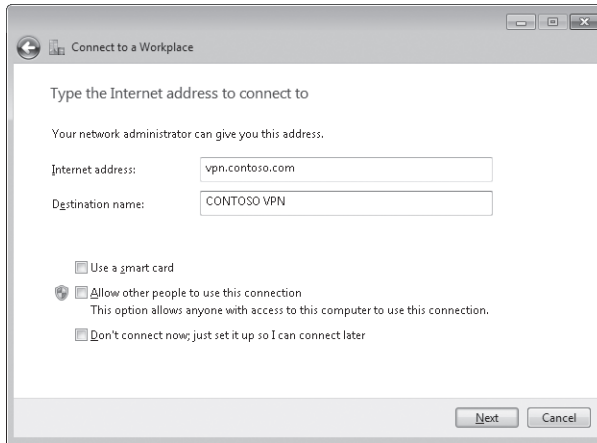 Connect to a Workplace
Type the Internet address to connect to
Your network administrator can give you this address.
Internet address: vpn.contoso.com
Destination name: CONTOSO VPN
Use a smart card
Allow other people to use this connection
This option allows anyone with access to this computer to use this connection.
Don't connect now; just set it up so I can connect later
Next Cancel